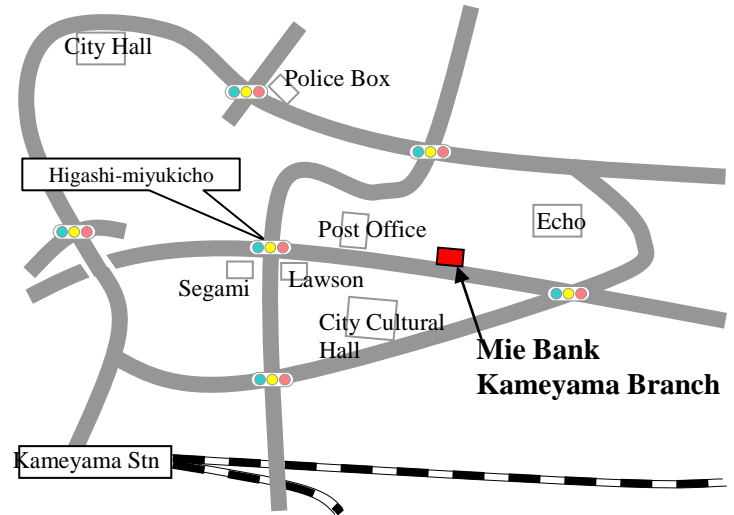 City Hall
Police Box
Higashi-miyukicho
Post Office
Echo
Segami
Lawson
City Cultural
Hall
Mie Bank
Kameyama Branch
Kameyama Stn